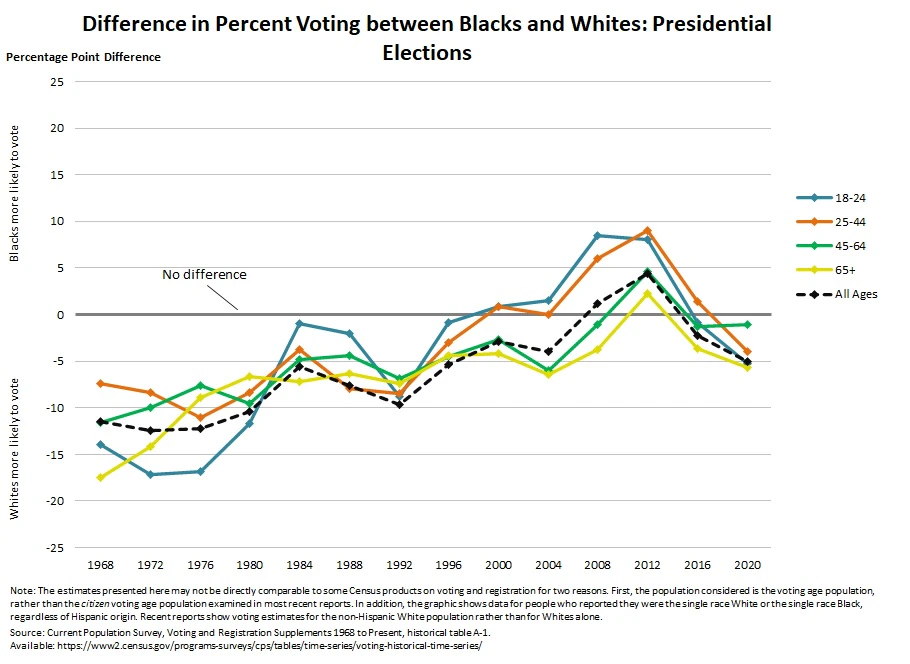 Difference in Percent Voting between Blacks and Whites: Presidential
Elections
Percentage Point Difference
25
20
15
10
5
0
-5
-10
-15
-20
-25
Blacks more likely to vote
Whites more likely to vote
No difference
18-24
25-44
45-64
65+
All Ages
1968 1972 1976 1980 1984 1988 1992 1996 2000 2004 2008 2012 2016 2020
Note: The estimates presented here may not be directly comparable to some Census products on voting and registration for two reasons. First, the population considered is the voting age population,
rather than the citizen voting age population examined in most recent reports. In addition, the graphic shows data for people who reported they were the single race White or the single race Black,
regardless of Hispanic origin. Recent reports show voting estimates for the non-Hispanic White population rather than for Whites alone.
Source: Current Population Survey, Voting and Registration Supplements 1968 to Present, historical table A-1.
Available: https://www2.census.gov/programs-surveys/cps/tables/time-series/voting-historical-time-series/